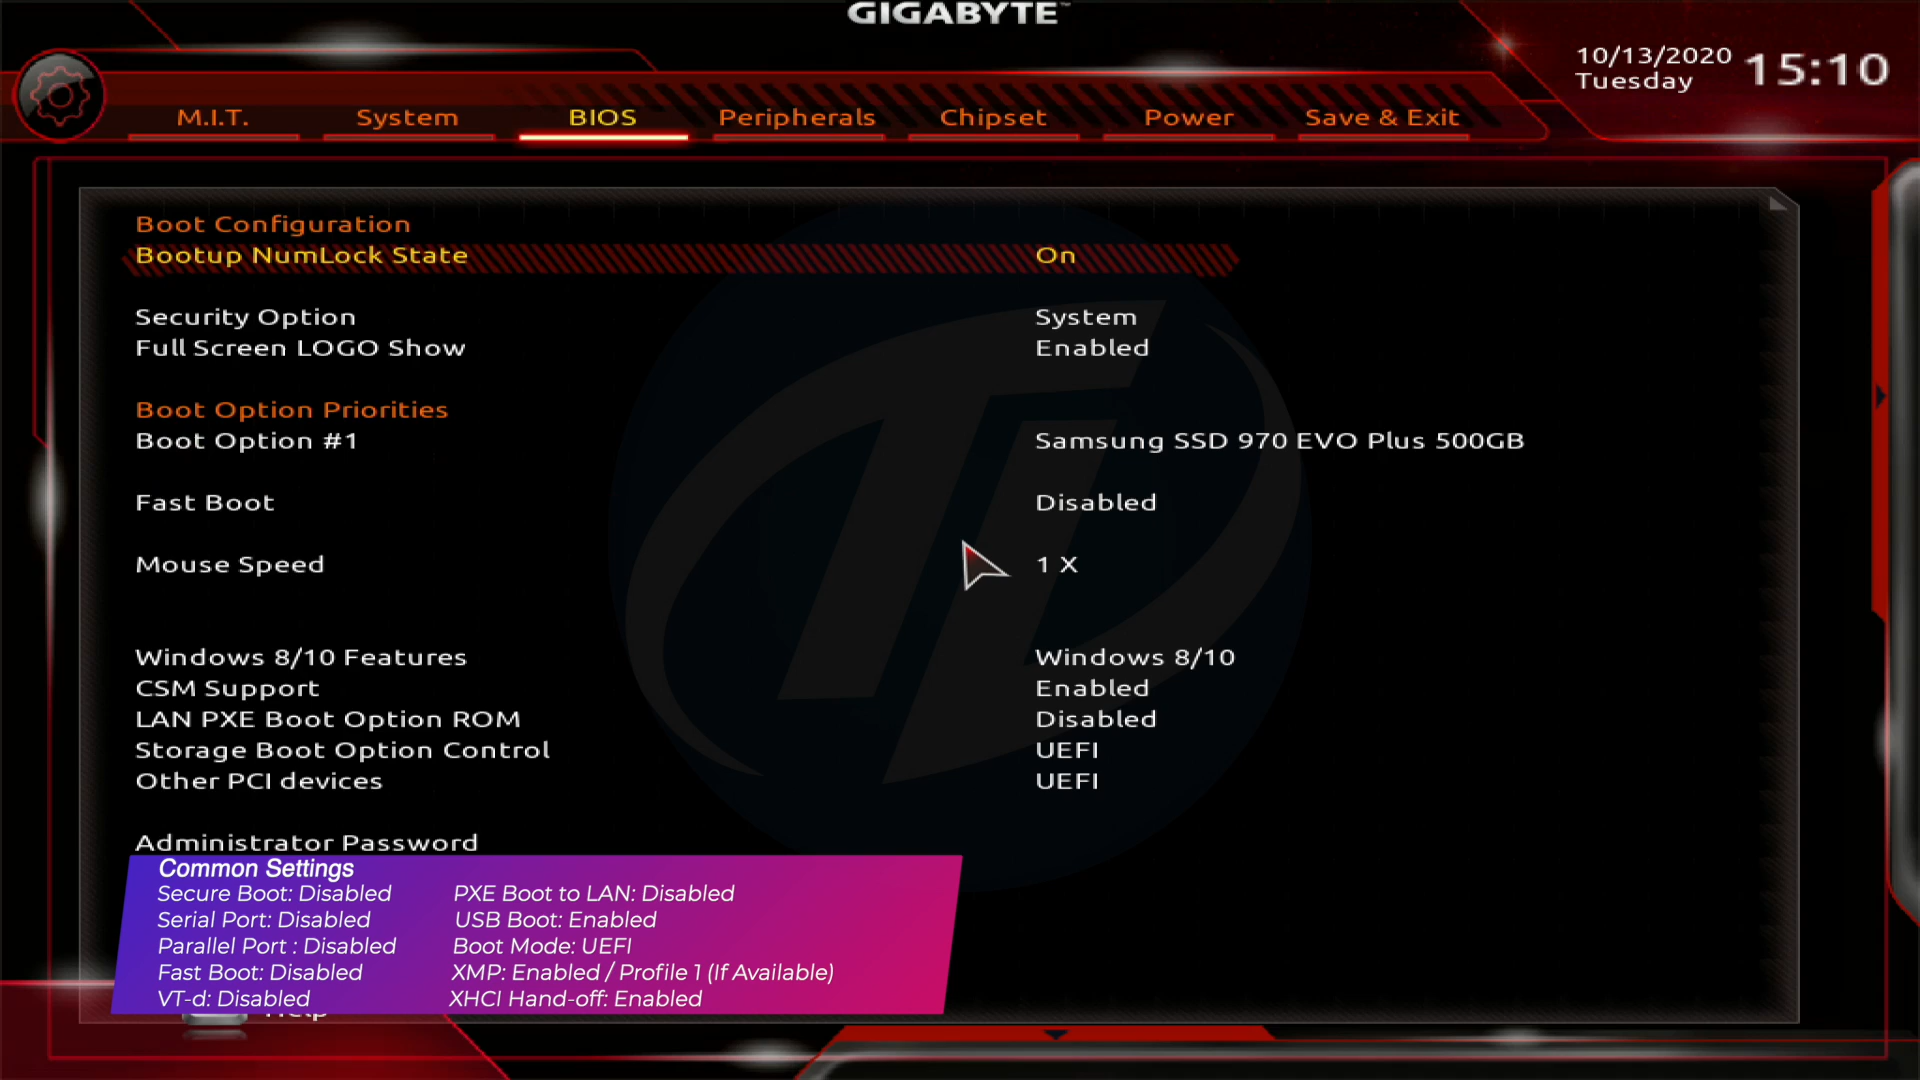 GIGABYTE™
10/13/2020
Tuesday
15:10
M.I.T.
System
BIOS
Peripherals
Chipset
Power
Save & Exit
Boot Configuration
Bootup NumLock State On
Security Option System
Full Screen LOGO Show Enabled
Boot Option Priorities
Boot Option #1 Samsung SSD 970 EVO Plus 500GB
Fast Boot Disabled
Mouse Speed 1 X
Windows 8/10 Features Windows 8/10
CSM Support Enabled
LAN PXE Boot Option ROM Disabled
Storage Boot Option Control UEFI
Other PCI devices UEFI
Administrator Password
Common Settings
Secure Boot: Disabled PXE Boot to LAN: Disabled
Serial Port: Disabled USB Boot: Enabled
Parallel Port : Disabled Boot Mode: UEFI
Fast Boot: Disabled XMP: Enabled / Profile 1 (If Available)
VT-d: Disabled XHCI Hand-off: Enabled
Help